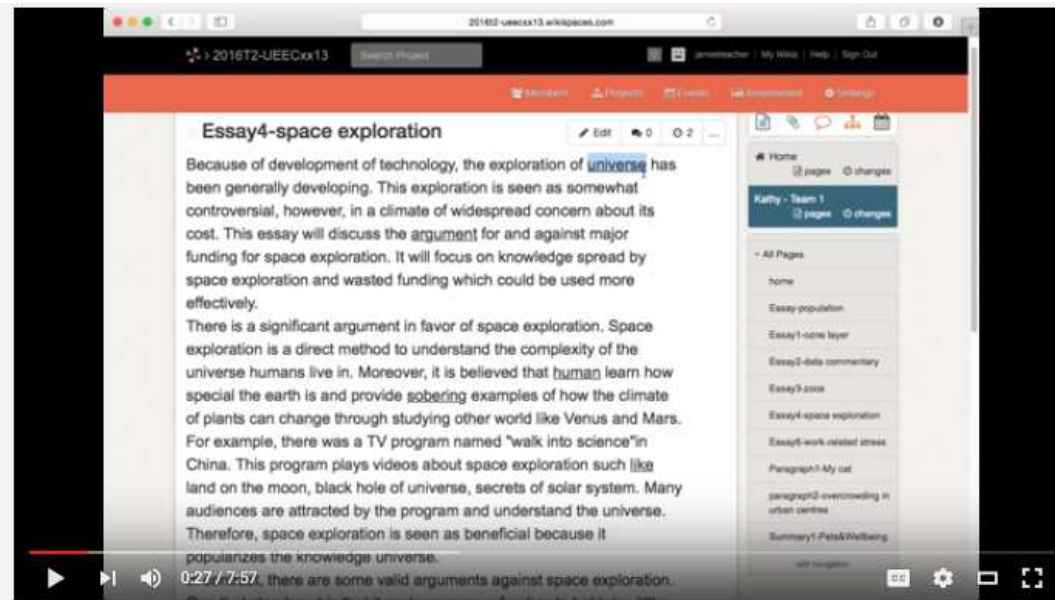 2016t2-ueecxx13.wikispaces.com
2016T2-UEECxx13
Search Project
jamesteacher | My Wikis | Help | Sign Out
Members Projects Events Assessment Settings
Essay4-space exploration
Edit 0 2 ...
Because of development of technology, the exploration of universe has
been generally developing. This exploration is seen as somewhat
controversial, however, in a climate of widespread concern about its
cost. This essay will discuss the argument for and against major
funding for space exploration. It will focus on knowledge spread by
space exploration and wasted funding which could be used more
effectively.
There is a significant argument in favor of space exploration. Space
exploration is a direct method to understand the complexity of the
universe humans live in. Moreover, it is believed that human learn how
special the earth is and provide sobering examples of how the climate
of plants can change through studying other world like Venus and Mars.
For example, there was a TV program named "walk into science"in
China. This program plays videos about space exploration such like
land on the moon, black hole of universe, secrets of solar system. Many
audiences are attracted by the program and understand the universe.
Therefore, space exploration is seen as beneficial because it
popularizes the knowledge universe.
there are some valid arguments against space exploration.
Home
pages changes
Kathy - Team 1
pages changes
All Pages
home
Essay-population
Essay1-ozone layer
Essay2-data commentary
Essay3-zoos
Essay4-space exploration
Essay5-work-related stress
Paragraph1-My cat
paragraph2-overcrowding in
urban centres
Summary1-Pets&Wellbeing
add navigation
0:27 / 7:57
CC